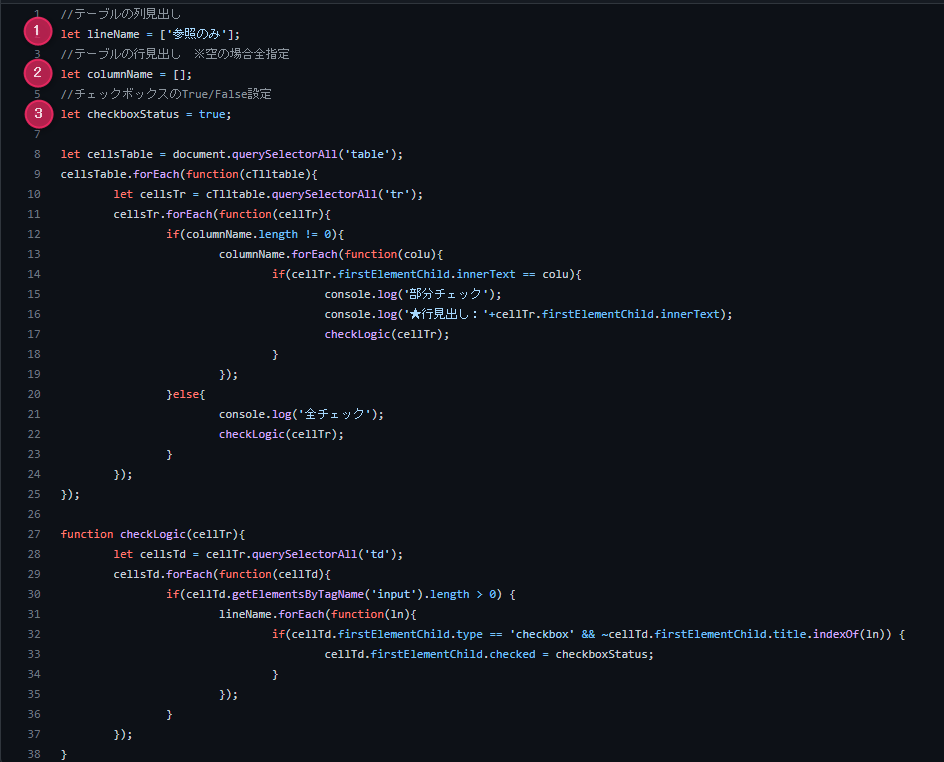 1 //テーブルの列見出し
1 let lineName = ['参照のみ'];
3 //テーブルの行見出し　※空の場合全指定
2 let columnName = [];
5 //チェックボックスのTrue/False設定
3 let checkboxStatus = true;
7
8 let cellsTable = document.querySelectorAll('table');
9 cellsTable.forEach(function(cTlltable){
10 let cellsTr = cTlltable.querySelectorAll('tr');
11 cellsTr.forEach(function(cellTr){
12 if(columnName.length != 0){
13 columnName.forEach(function(colu){
14 if(cellTr.firstElementChild.innerText == colu){
15 console.log('部分チェック');
16 console.log('★行見出し：'+cellTr.firstElementChild.innerText);
17 checkLogic(cellTr);
18 }
19 });
20 }else{
21 console.log('全チェック');
22 checkLogic(cellTr);
23 }
24 });
25 });
26
27 function checkLogic(cellTr){
28 let cellsTd = cellTr.querySelectorAll('td');
29 cellsTd.forEach(function(cellTd){
30 if(cellTd.getElementsByTagName('input').length > 0) {
31 lineName.forEach(function(ln){
32 if(cellTd.firstElementChild.type == 'checkbox' && ~cellTd.firstElementChild.title.indexOf(ln)) {
33 cellTd.firstElementChild.checked = checkboxStatus;
34 }
35 });
36 }
37 });
38 }